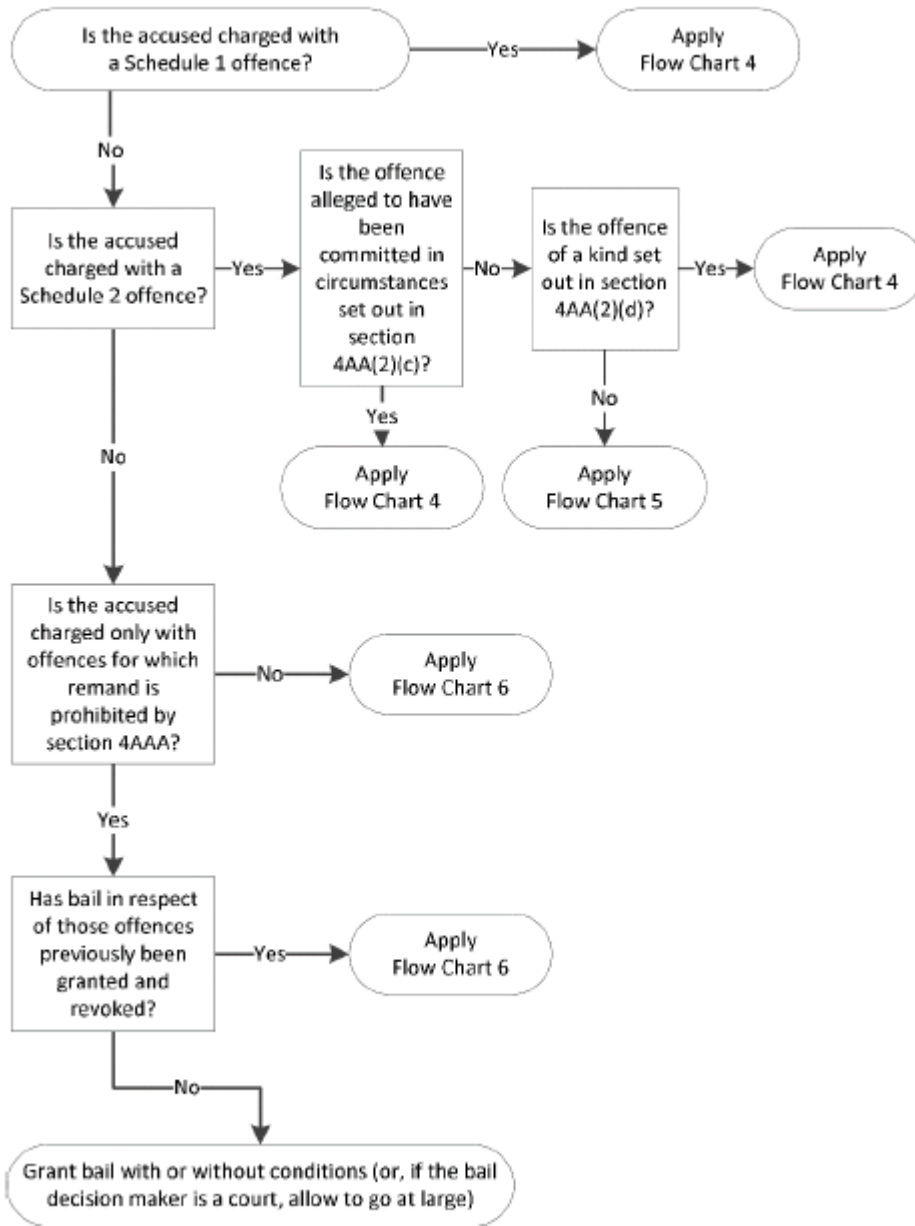 Is the accused charged with
a Schedule 1 offence?
Yes
Apply
Flow Chart 4
No
Is the accused
charged with a
Schedule 2 offence?
Yes
Is the offence
alleged to have
been
committed in
circumstances
set out in
section
4AA(2)(c)?
No
Is the offence
of a kind set
out in section
4AA(2)(d)?
Yes
Apply
Flow Chart 4
Yes
Apply
Flow Chart 4
No
Apply
Flow Chart 5
No
Is the accused
charged only with
offences for which
remand is
prohibited by
section 4AAA?
No
Apply
Flow Chart 6
Yes
Has bail in respect
of those offences
previously been
granted and
revoked?
Yes
Apply
Flow Chart 6
No
Grant bail with or without conditions (or, if the bail
decision maker is a court, allow to go at large)